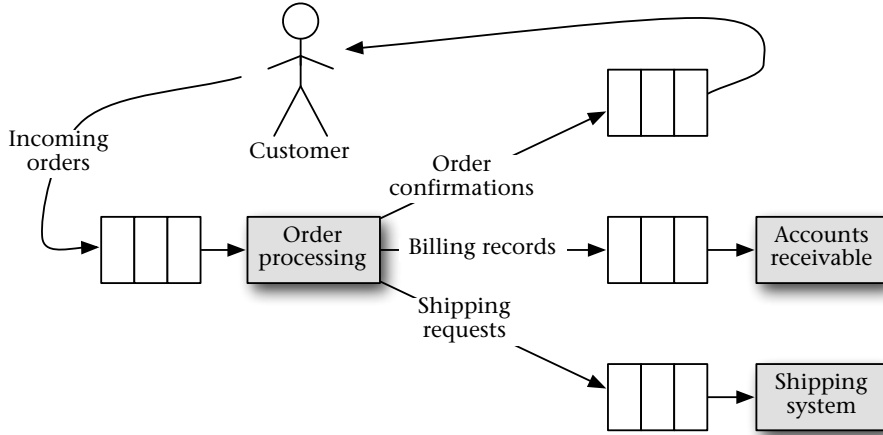 Incoming
orders
Customer
Order
confirmations
Order
processing
Billing records
Accounts
receivable
Shipping
requests
Shipping
system